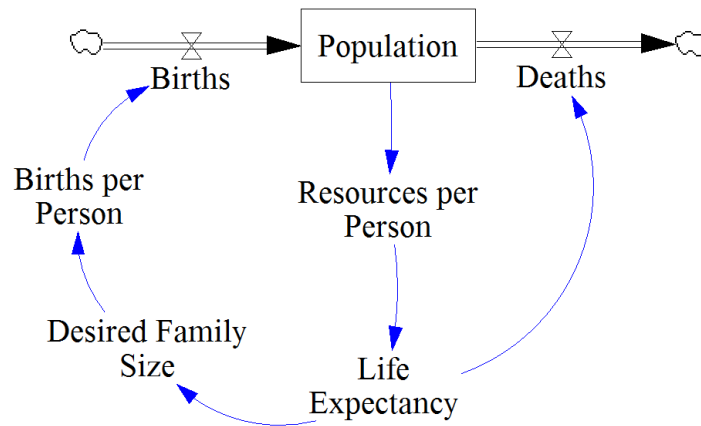 Population
Births
Deaths
Births per
Person
Resources per
Person
Desired Family
Size
Life
Expectancy